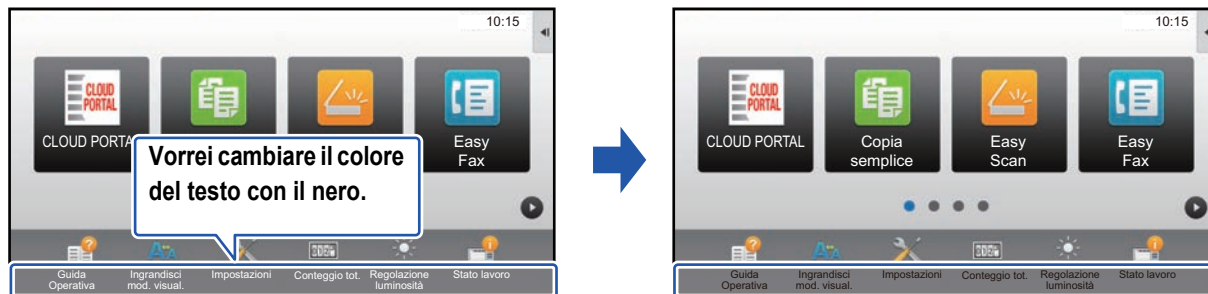 10:15
CLOUD
PORTAL
CLOUD PORTA
Easy
Fax
Vorrei cambiare il colore
del testo con il nero.
Guida
Operativa
Ingrandisci
mod. visual.
Impostazioni
Conteggio tot.
Regolazione
luminosità
Stato lavoro
10:15
CLOUD
PORTAL
CLOUD PORTAL
Copia
semplice
Easy
Scan
Easy
Fax
Guida
Operativa
Ingrandisci
mod. visual.
Impostazioni
Conteggio tot.
Regolazione
luminosità
Stato lavoro